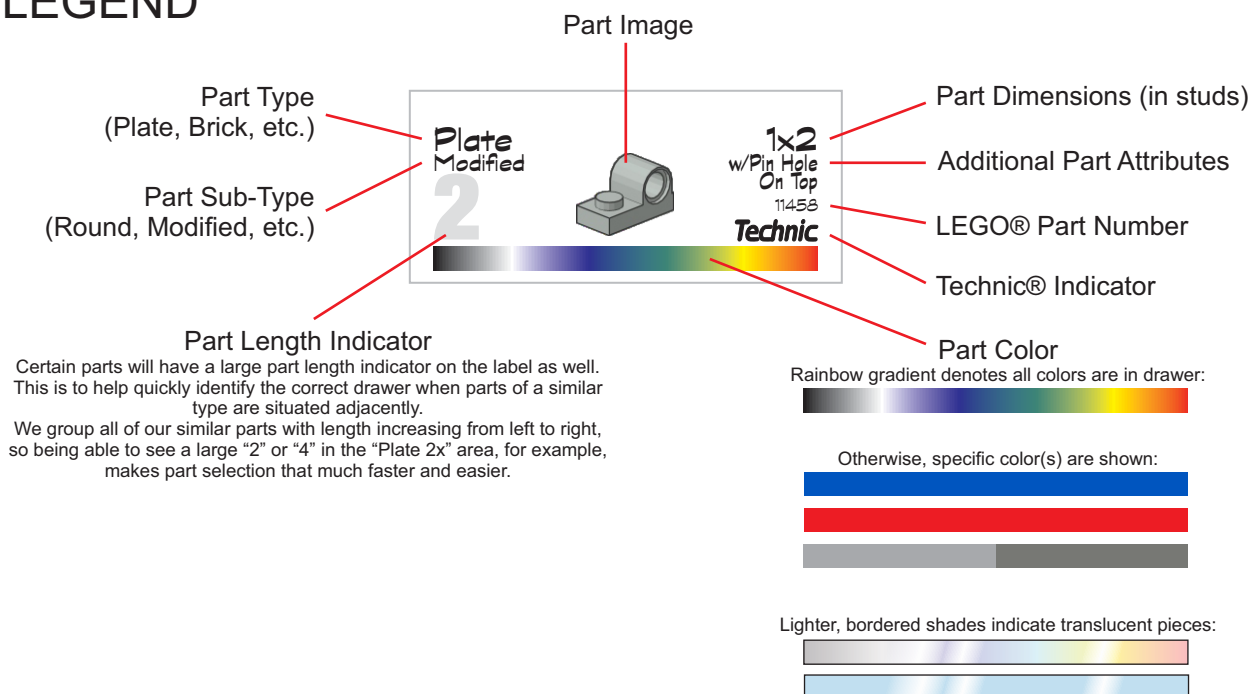 LEGEND
Part Image
Part Type
(Plate, Brick, etc.)
Part Sub-Type
(Round, Modified, etc.)
Plate
Modified
2
1x2
w/Pin Hole
On Top
11458
Technic
Part Dimensions (in studs)
Additional Part Attributes
LEGO® Part Number
Technic® Indicator
Part Length Indicator
Certain parts will have a large part length indicator on the label as well.
This is to help quickly identify the correct drawer when parts of a similar
type are situated adjacently.
We group all of our similar parts with length increasing from left to right,
so being able to see a large “2” or “4” in the “Plate 2x” area, for example,
makes part selection that much faster and easier.
Part Color
Rainbow gradient denotes all colors are in drawer:
Otherwise, specific color(s) are shown:
Lighter, bordered shades indicate translucent pieces: